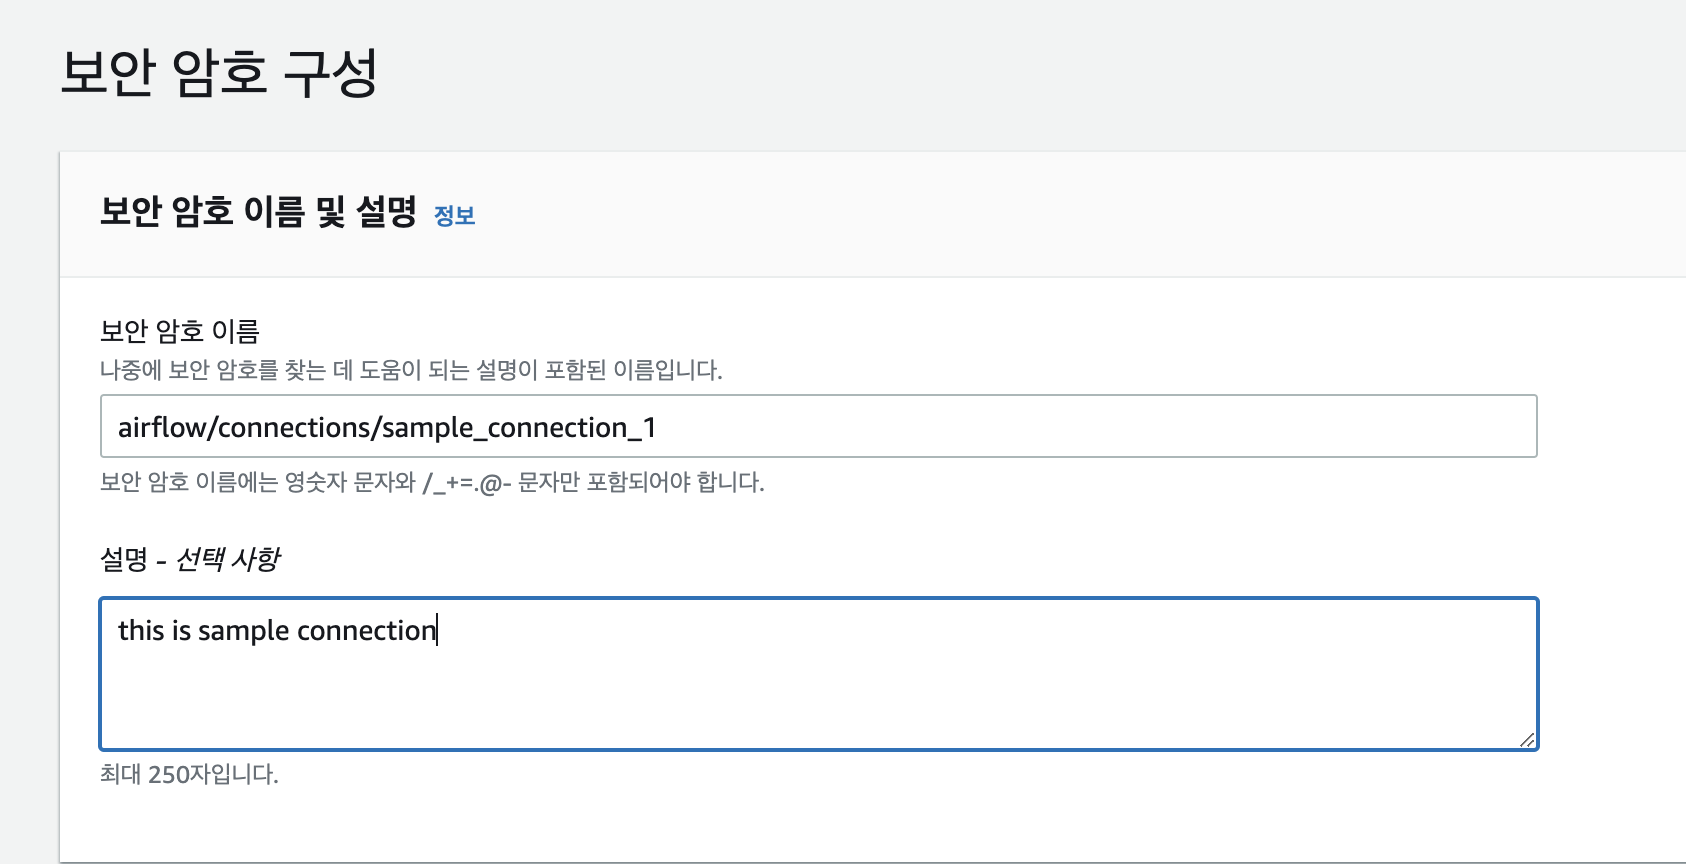 보안 암호 구성
보안 암호 이름 및 설명 정보
보안 암호 이름
나중에 보안 암호를 찾는 데 도움이 되는 설명이 포함된 이름입니다.
airflow/connections/sample_connection_1
보안 암호 이름에는 영숫자 문자와 /_+=.@- 문자만 포함되어야 합니다.
설명 - 선택 사항
this is sample connection
최대 250자입니다.